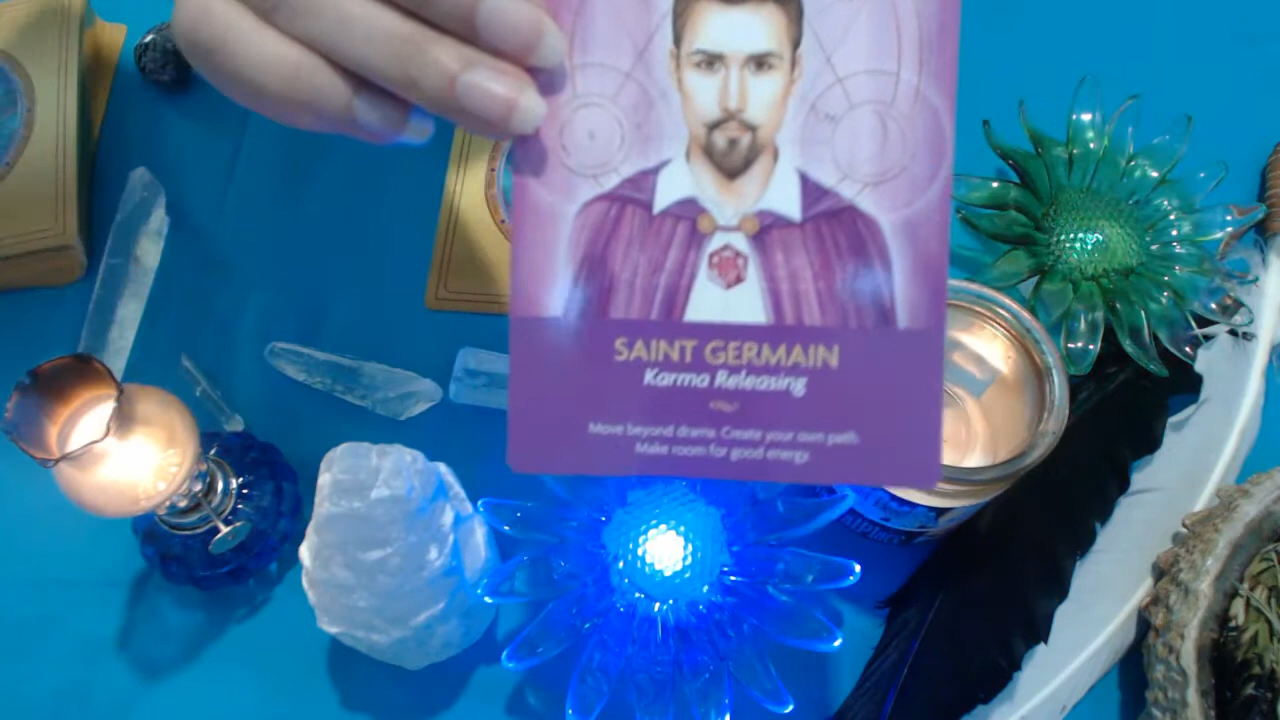 SAINT GERMAIN
Karma Releasing
Move beyond drama. Create your own path.
Make room for good energy.